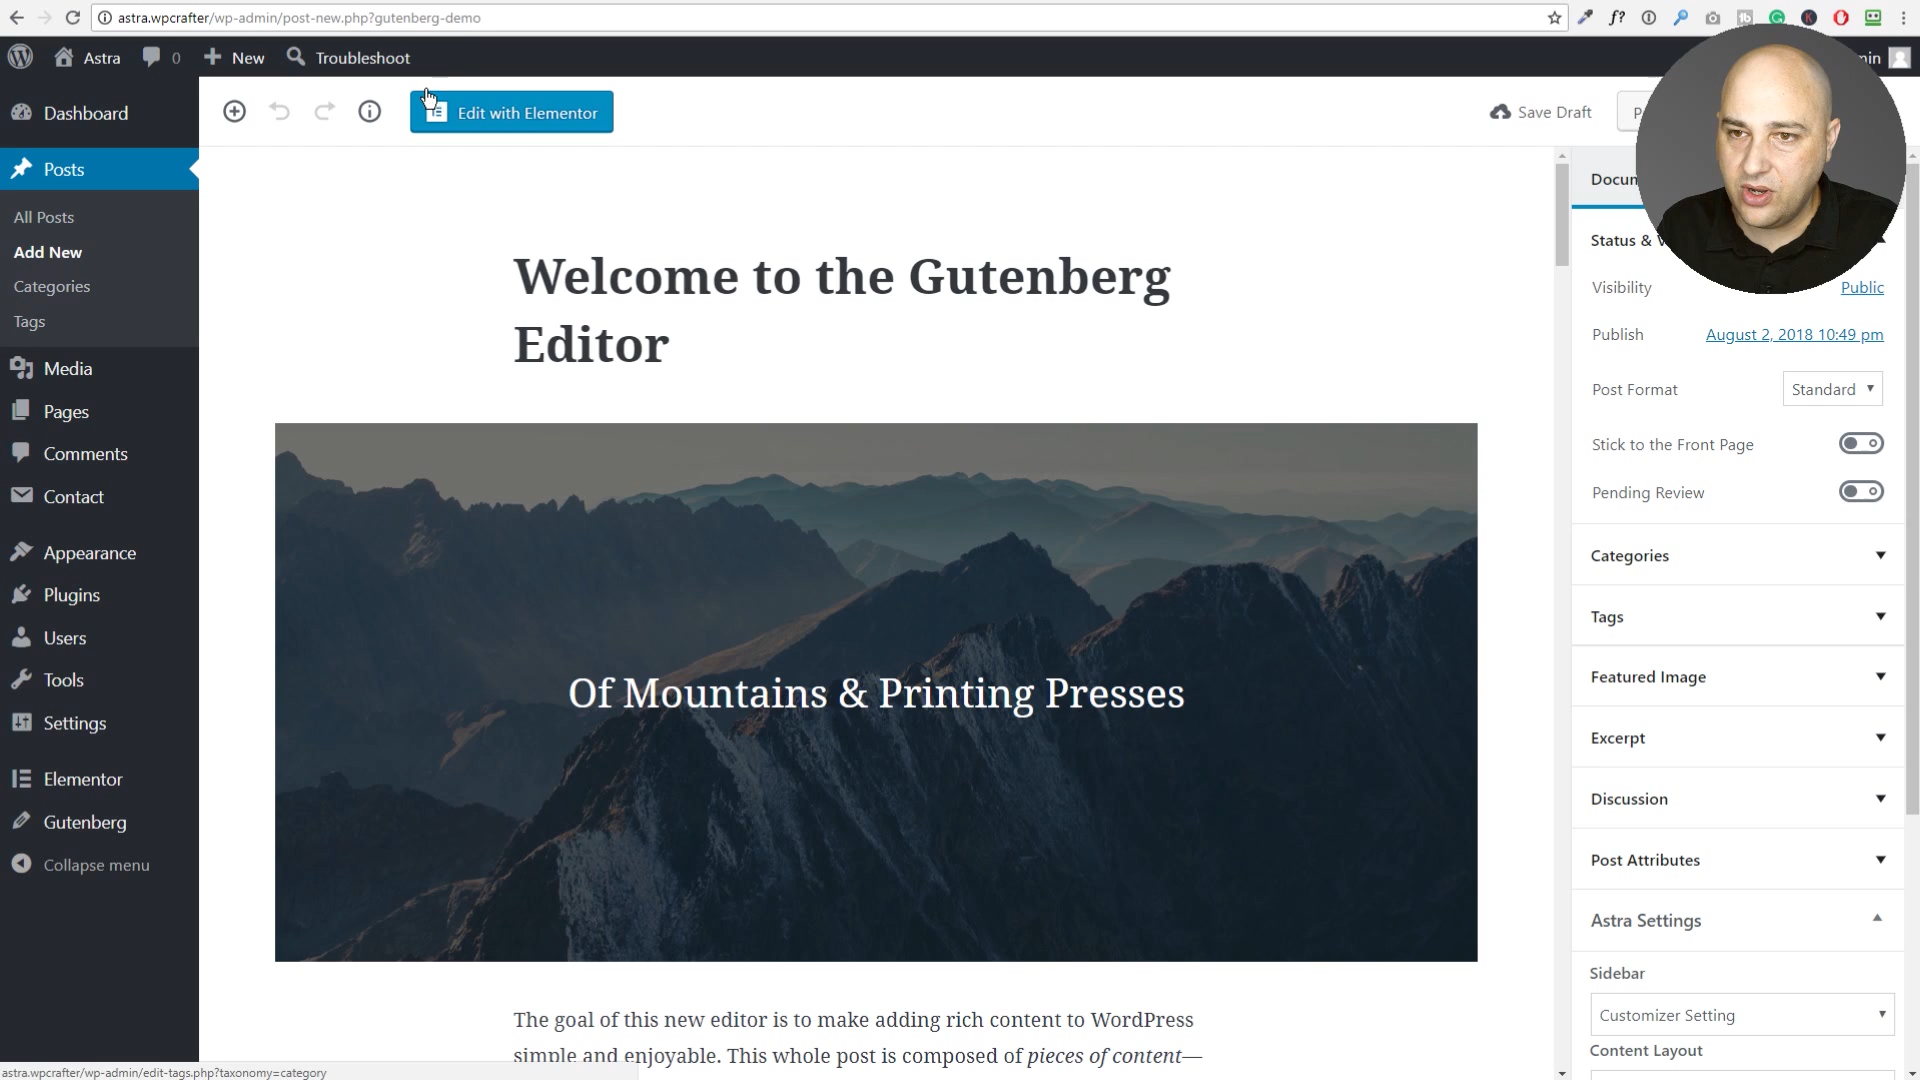 astra.wpcrafter/wp-admin/post-new.php?gutenberg-demo
Astra 0 New Troubleshoot
Dashboard
Posts
All Posts
Add New
Categories
Tags
Media
Pages
Comments
Contact
Appearance
Plugins
Users
Tools
Settings
Elementor
Gutenberg
Collapse menu
Edit with Elementor
Save Draft
Welcome to the Gutenberg
Editor
Of Mountains & Printing Presses
The goal of this new editor is to make adding rich content to WordPress
simple and enjoyable. This whole post is composed of pieces of content—
Status &
Visibility Public
Publish August 2, 2018 10:49 pm
Post Format Standard
Stick to the Front Page
Pending Review
Categories
Tags
Featured Image
Excerpt
Discussion
Post Attributes
Astra Settings
Sidebar
Customizer Setting
Content Layout
astra.wpcrafter/wp-admin/edit-tags.php?taxonomy=category